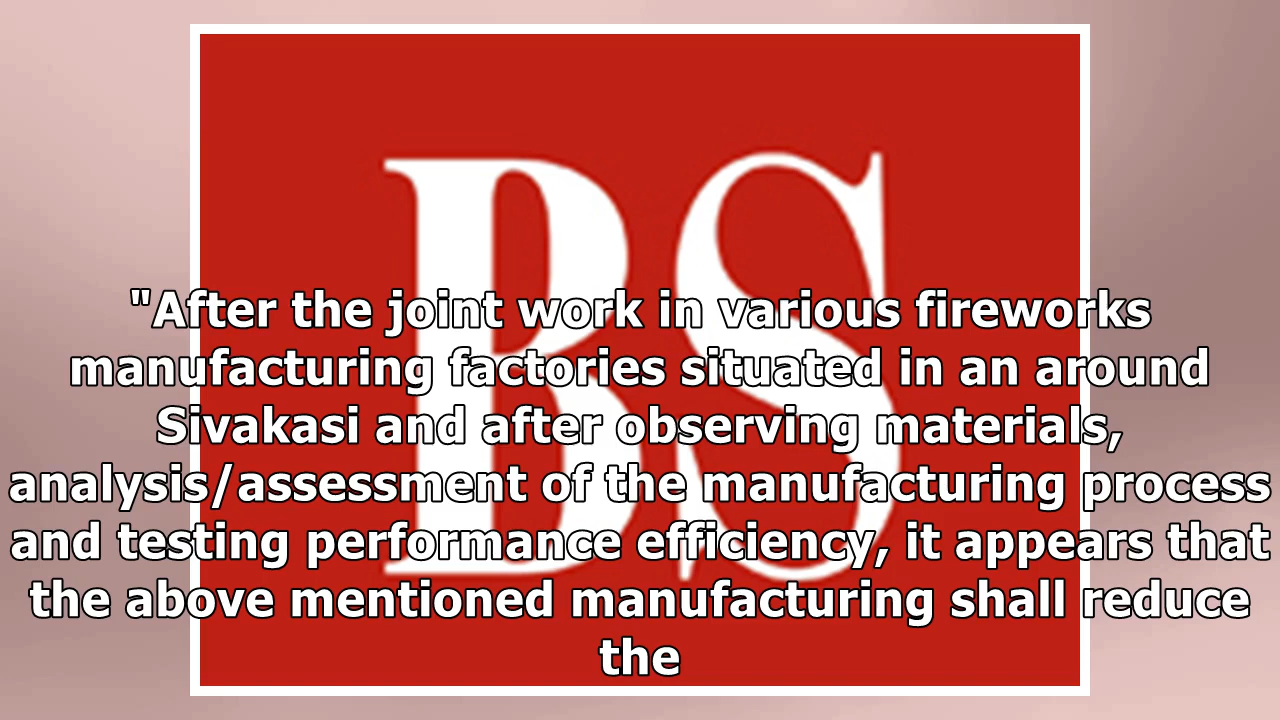 BS
"After the joint work in various fireworks
manufacturing factories situated in an around
Sivakasi and after observing materials,
analysis/assessment of the manufacturing process
and testing performance efficiency, it appears that
the above mentioned manufacturing shall reduce
the